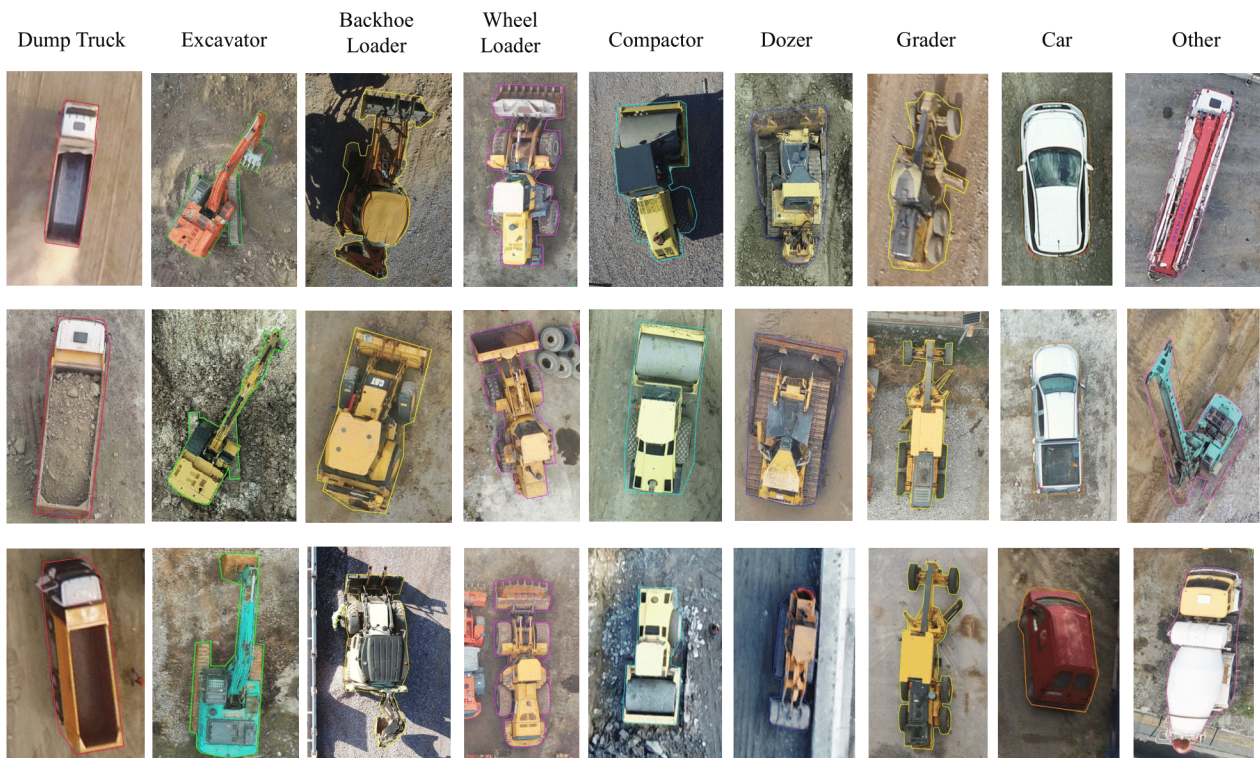 Dump Truck
Excavator
Backhoe
Loader
Wheel
Loader
Compactor
Dozer
Grader
Car
Other
CAT